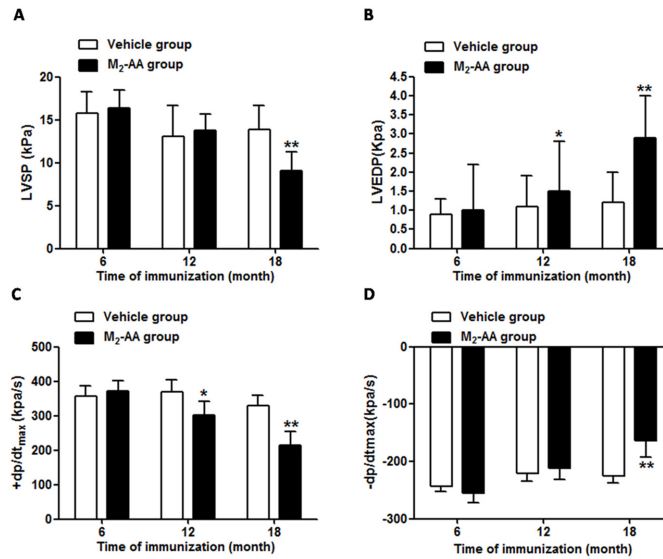 A
Vehicle group
M₂-AA group
LVSP (kPa)
20
15
10
5
0
**
6 12 18
Time of immunization (month)
B
Vehicle group
M₂-AA group
LVEDP(Kpa)
4.5
4.0
3.5
3.0
2.5
2.0
1.5
1.0
0.5
0.0
* **
6 12 18
Time of immunization (month)
C
Vehicle group
M₂-AA group
+dp/dtₘₐₓ (kpa/s)
500
400
300
200
100
0
* **
6 12 18
Time of immunization (month)
D
Vehicle group
M₂-AA group
-dp/dtmax(kpa/s)
0
-100
-200
-300
**
6 12 18
Time of immunization (month)